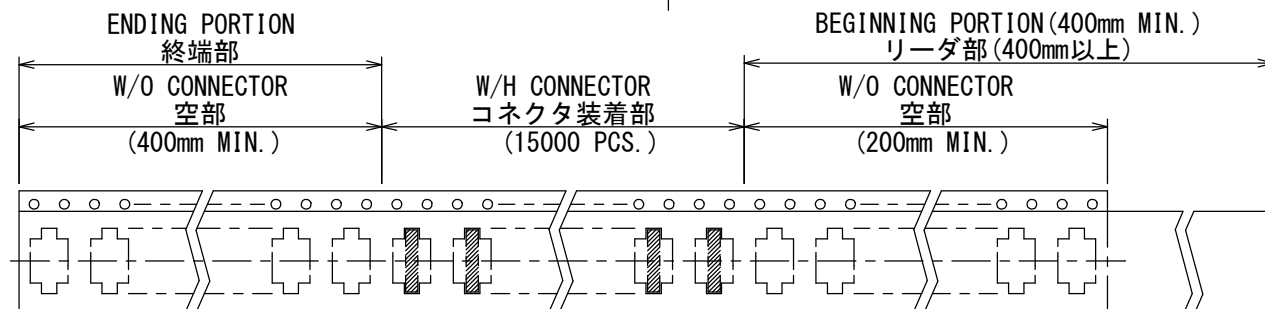 ENDING PORTION
終端部
BEGINNING PORTION(400mm MIN.)
リーダ部(400mm以上)
W/O CONNECTOR
空部
(400mm MIN.)
W/H CONNECTOR
コネクタ装着部
(15000 PCS.)
W/O CONNECTOR
空部
(200mm MIN.)